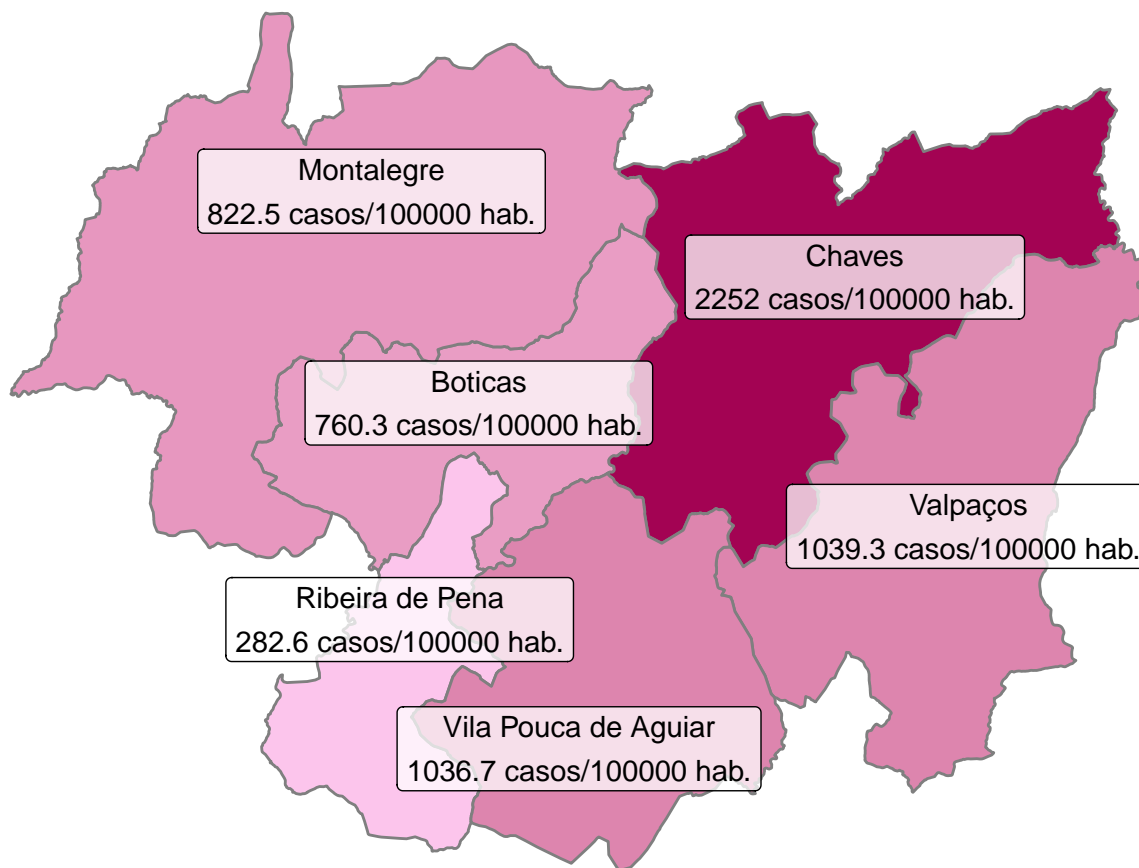 Montalegre
822.5 casos/100000 hab.
Chaves
2252 casos/100000 hab.
Boticas
760.3 casos/100000 hab.
Valpaços
1039.3 casos/100000 hab.
Ribeira de Pena
282.6 casos/100000 hab.
Vila Pouca de Aguiar
1036.7 casos/100000 hab.